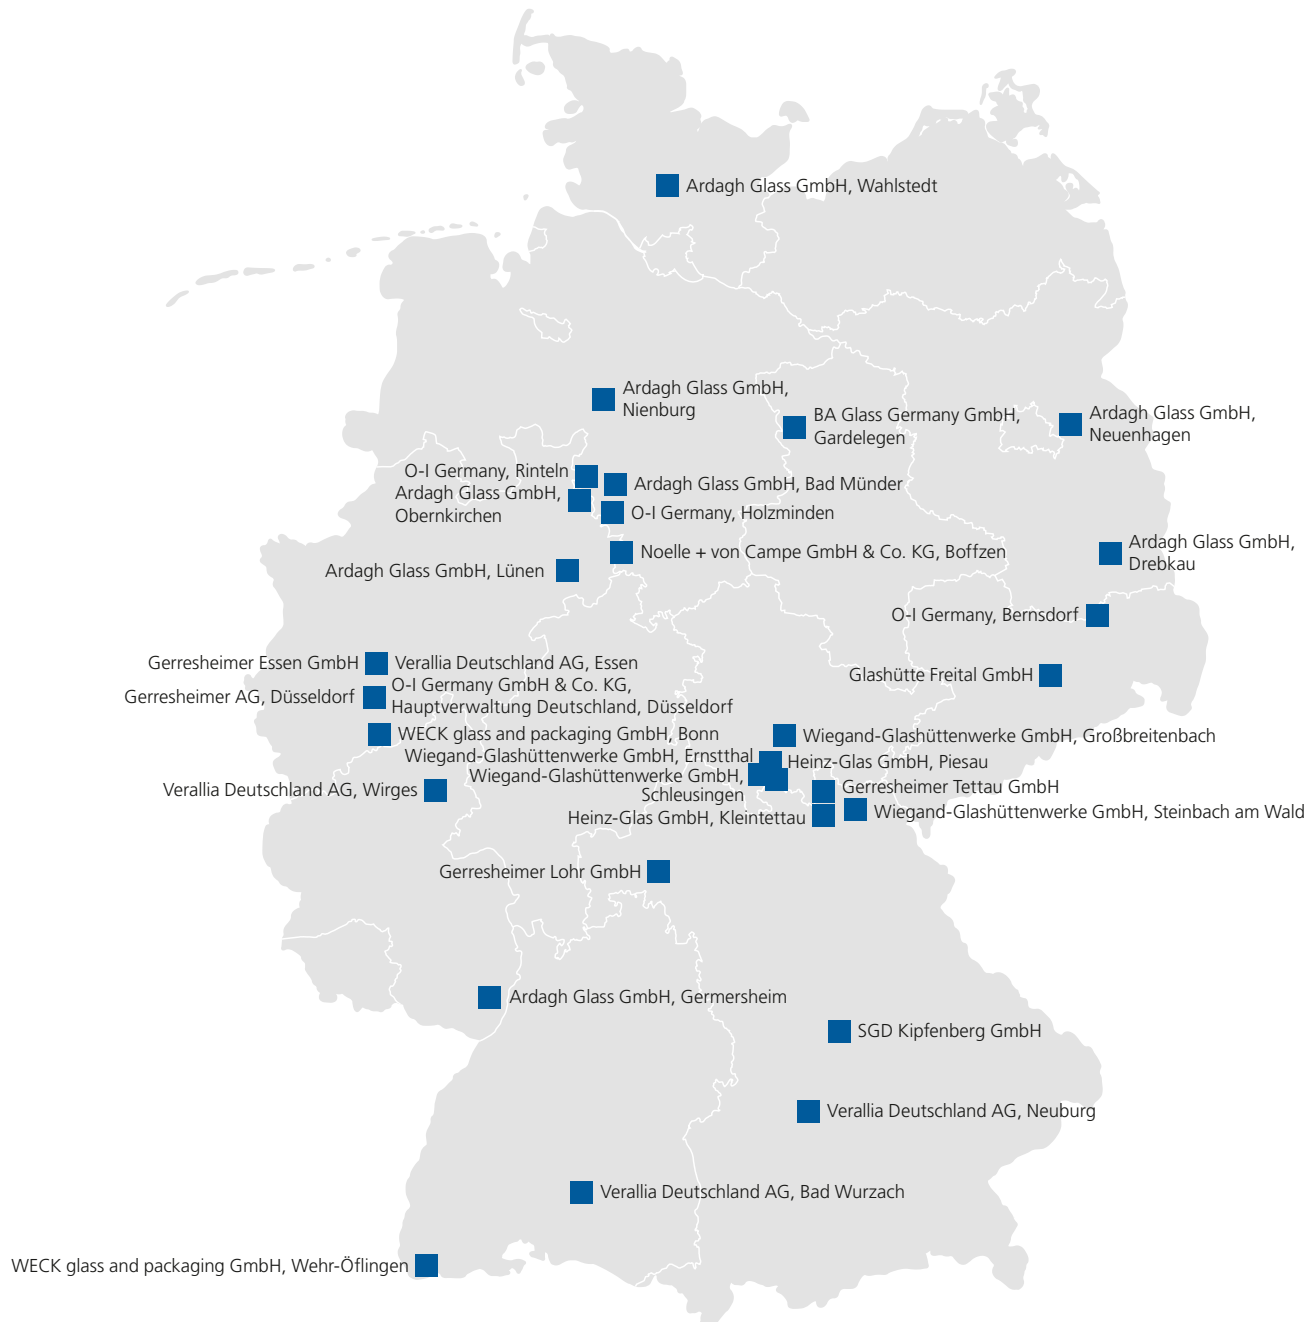 Ardagh Glass GmbH, Wahlstedt
Ardagh Glass GmbH,
Nienburg
BA Glass Germany GmbH,
Gardelegen
Ardagh Glass GmbH,
Neuenhagen
O-I Germany, Rinteln
Ardagh Glass GmbH, Bad Münder
Ardagh Glass GmbH,
Obernkirchen
O-I Germany, Holzminden
Noelle + von Campe GmbH & Co. KG, Boffzen
Ardagh Glass GmbH,
Drebkau
Ardagh Glass GmbH, Lünen
O-I Germany, Bernsdorf
Gerresheimer Essen GmbH
Verallia Deutschland AG, Essen
Glashütte Freital GmbH
Gerresheimer AG, Düsseldorf
O-I Germany GmbH & Co. KG,
Hauptverwaltung Deutschland, Düsseldorf
WECK glass and packaging GmbH, Bonn
Wiegand-Glashüttenwerke GmbH, Großbreitenbach
Wiegand-Glashüttenwerke GmbH, Ernstthal
Heinz-Glas GmbH, Piesau
Wiegand-Glashüttenwerke GmbH,
Schleusingen
Gerresheimer Tettau GmbH
Verallia Deutschland AG, Wirges
Wiegand-Glashüttenwerke GmbH, Steinbach am Wald
Heinz-Glas GmbH, Kleintettau
Gerresheimer Lohr GmbH
Ardagh Glass GmbH, Germersheim
SGD Kipfenberg GmbH
Verallia Deutschland AG, Neuburg
Verallia Deutschland AG, Bad Wurzach
WECK glass and packaging GmbH, Wehr-Öflingen